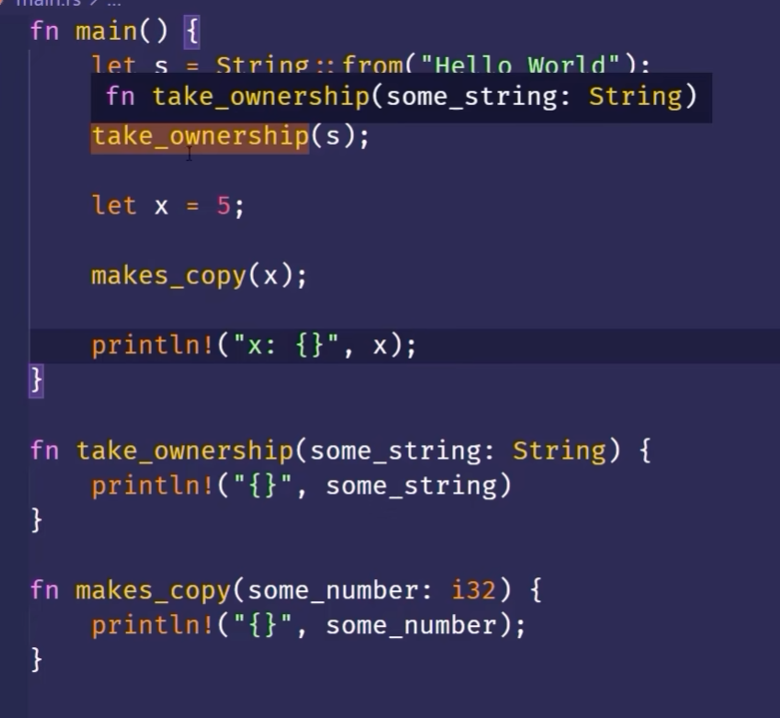 main.rs > ...
fn main() {
let s = String::from("Hello World");
fn take_ownership(some_string: String)
take_ownership(s);
let x = 5;
makes_copy(x);
println!("x: {}", x);
}
fn take_ownership(some_string: String) {
println!("{}", some_string)
}
fn makes_copy(some_number: i32) {
println!("{}", some_number);
}